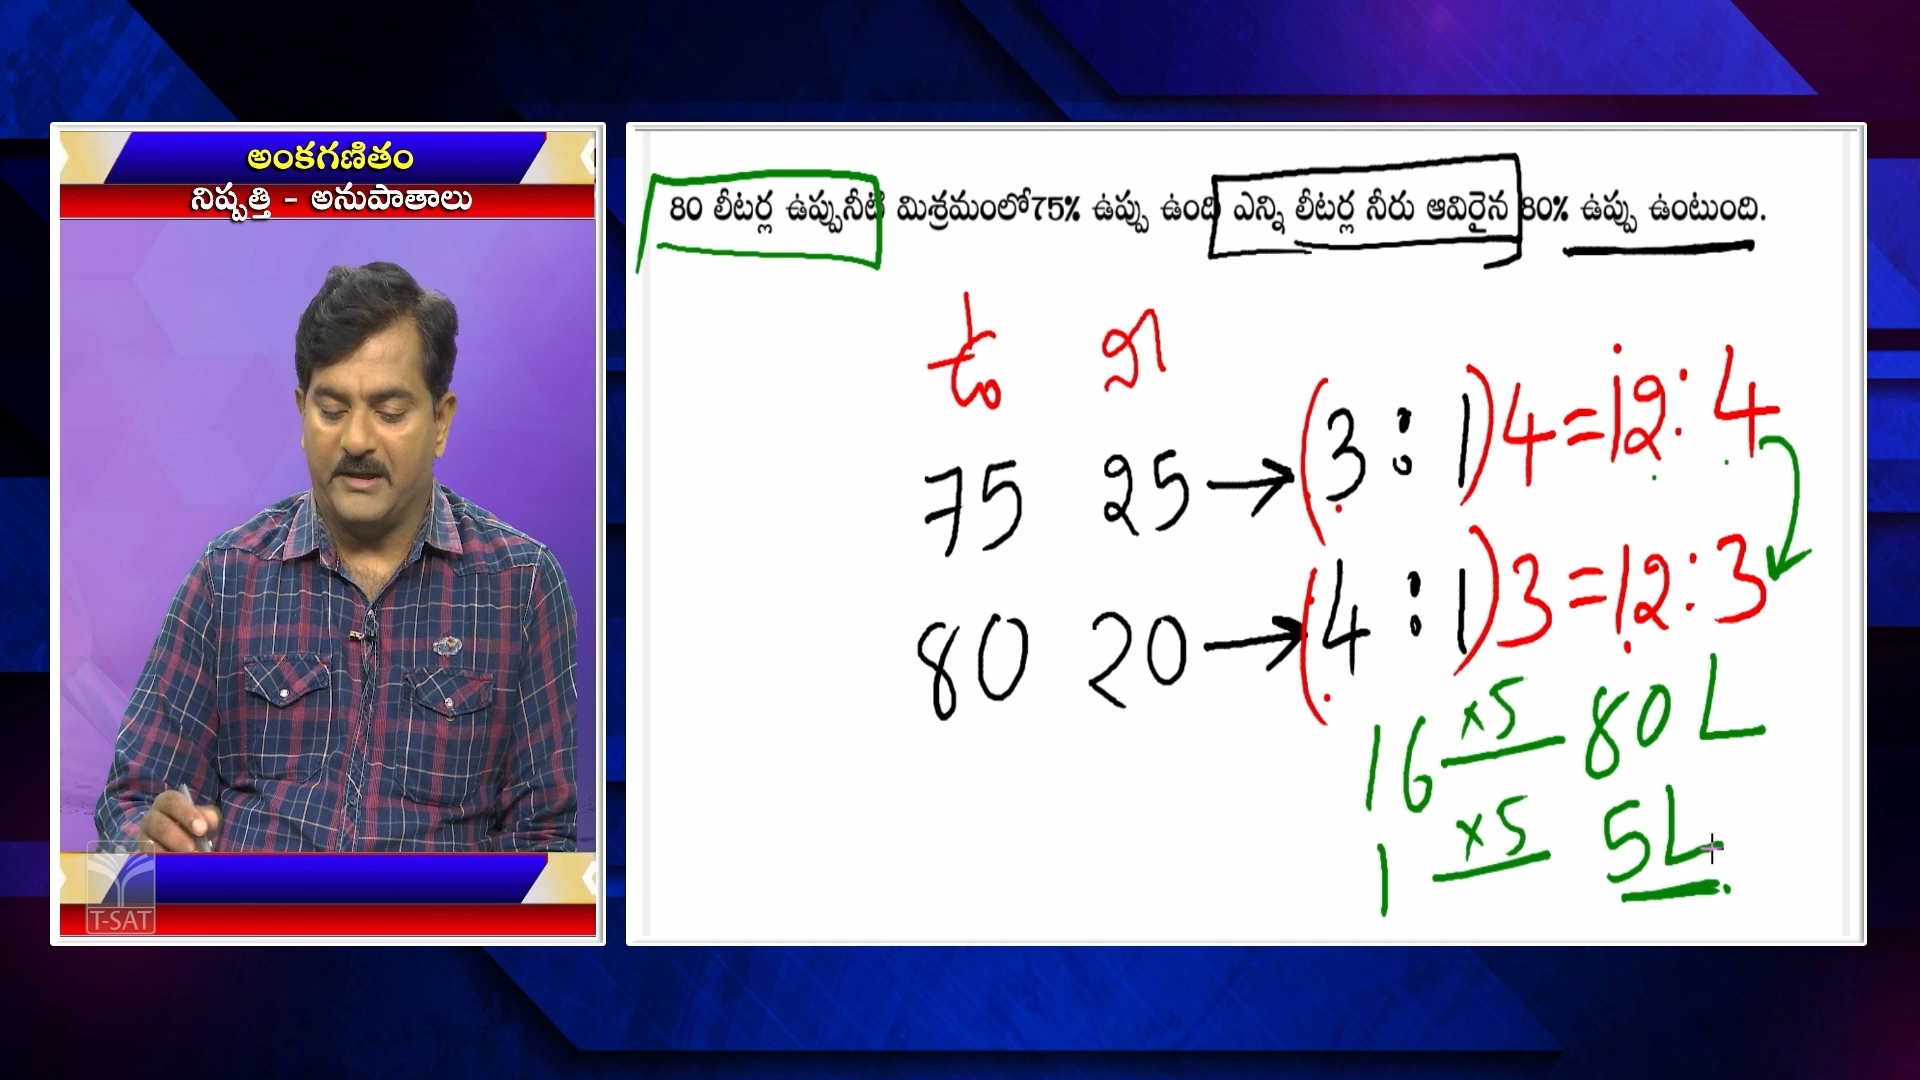 అంకగణితం
నిష్పత్తి - అనుపాతాలు
80 లీటర్ల ఉప్పునీటి మిశ్రమంలో75% ఉప్పు ఉంది ఎన్ని లీటర్ల నీరు ఆవిరైన 80% ఉప్పు ఉంటుంది.
ఉ నీ
75 25 → (3 : 1) 4 = 12 : 4
80 20 → (4 : 1) 3 = 12 : 3
16 ×5 80 L
1 ×5 5L
T-SAT